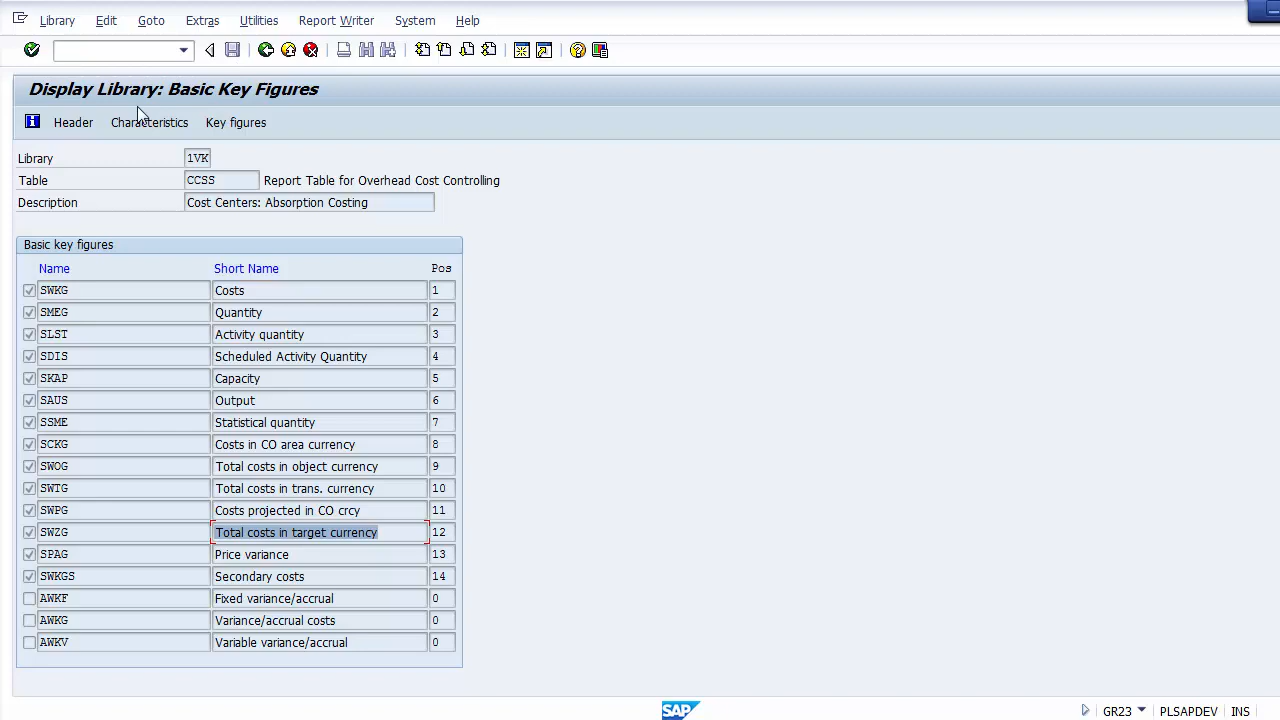 Library Edit Goto Extras Utilities Report Writer System Help
Display Library: Basic Key Figures
Header Characteristics Key figures
Library 1VK
Table CCSS Report Table for Overhead Cost Controlling
Description Cost Centers: Absorption Costing
Basic key figures
Name Short Name Pos
SWKG Costs 1
SMEG Quantity 2
SLST Activity quantity 3
SDIS Scheduled Activity Quantity 4
SKAP Capacity 5
SAUS Output 6
SSME Statistical quantity 7
SCKG Costs in CO area currency 8
SWOG Total costs in object currency 9
SWTG Total costs in trans. currency 10
SWPG Costs projected in CO crcy 11
SWZG Total costs in target currency 12
SPAG Price variance 13
SWKGS Secondary costs 14
AWKF Fixed variance/accrual 0
AWKG Variance/accrual costs 0
AWKV Variable variance/accrual 0
SAP GR23 PLSAPDEV INS